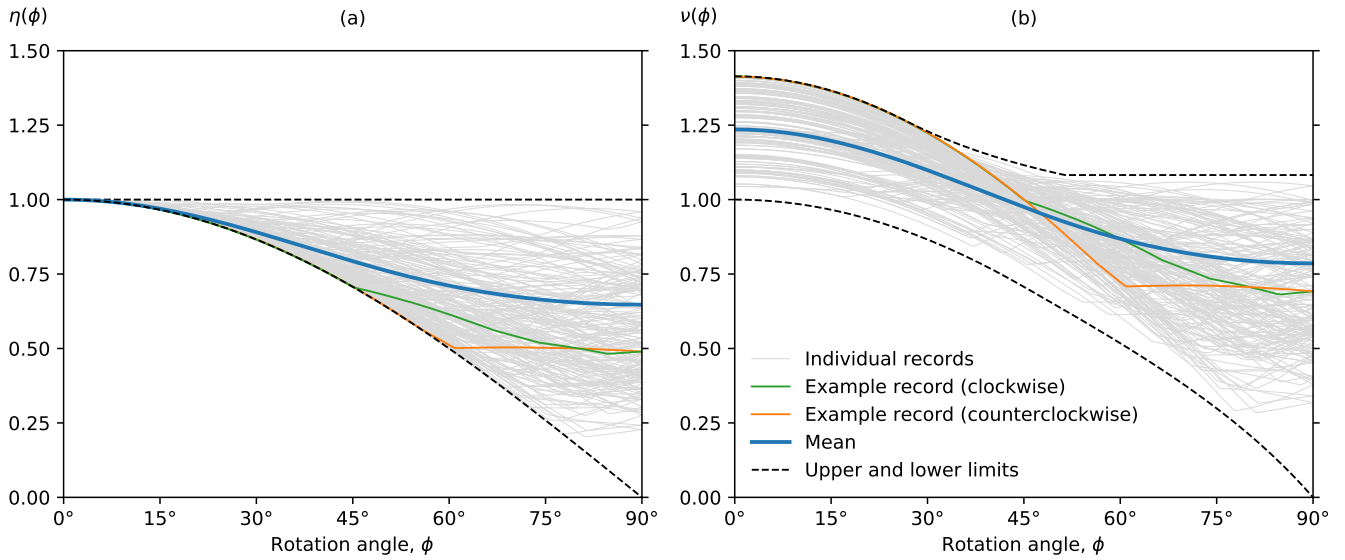 η(ϕ)
(a)
1.50
1.25
1.00
0.75
0.50
0.25
0.00
0° 15° 30° 45° 60° 75° 90°
Rotation angle, ϕ
ν(ϕ)
(b)
1.50
1.25
1.00
0.75
0.50
0.25
0.00
Individual records
Example record (clockwise)
Example record (counterclockwise)
Mean
Upper and lower limits
0° 15° 30° 45° 60° 75° 90°
Rotation angle, ϕ